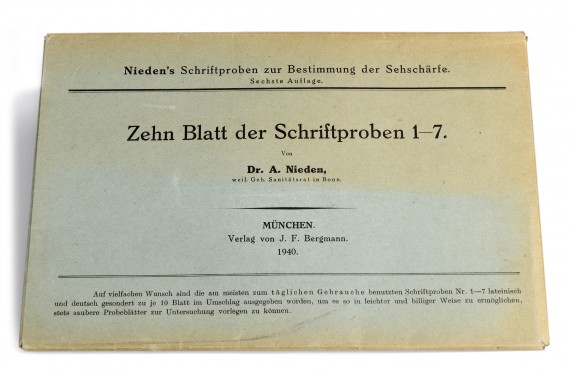 Nieden's Schriftproben zur Bestimmung der Sehschärfe.
Sechste Auflage.
Zehn Blatt der Schriftproben 1—7.
Von
Dr. A. Nieden,
weil. Geh. Sanitätsrat in Bonn.
MÜNCHEN.
Verlag von J. F. Bergmann.
1940.
Auf vielfachen Wunsch sind die am meisten zum täglichen Gebrauche benutzten Schriftproben Nr. 1—7 lateinisch
und deutsch gesondert zu je 10 Blatt im Umschlag ausgegeben worden, um es so in leichter und billiger Weise zu ermöglichen,
stets saubere Probeblätter zur Untersuchung vorlegen zu können.